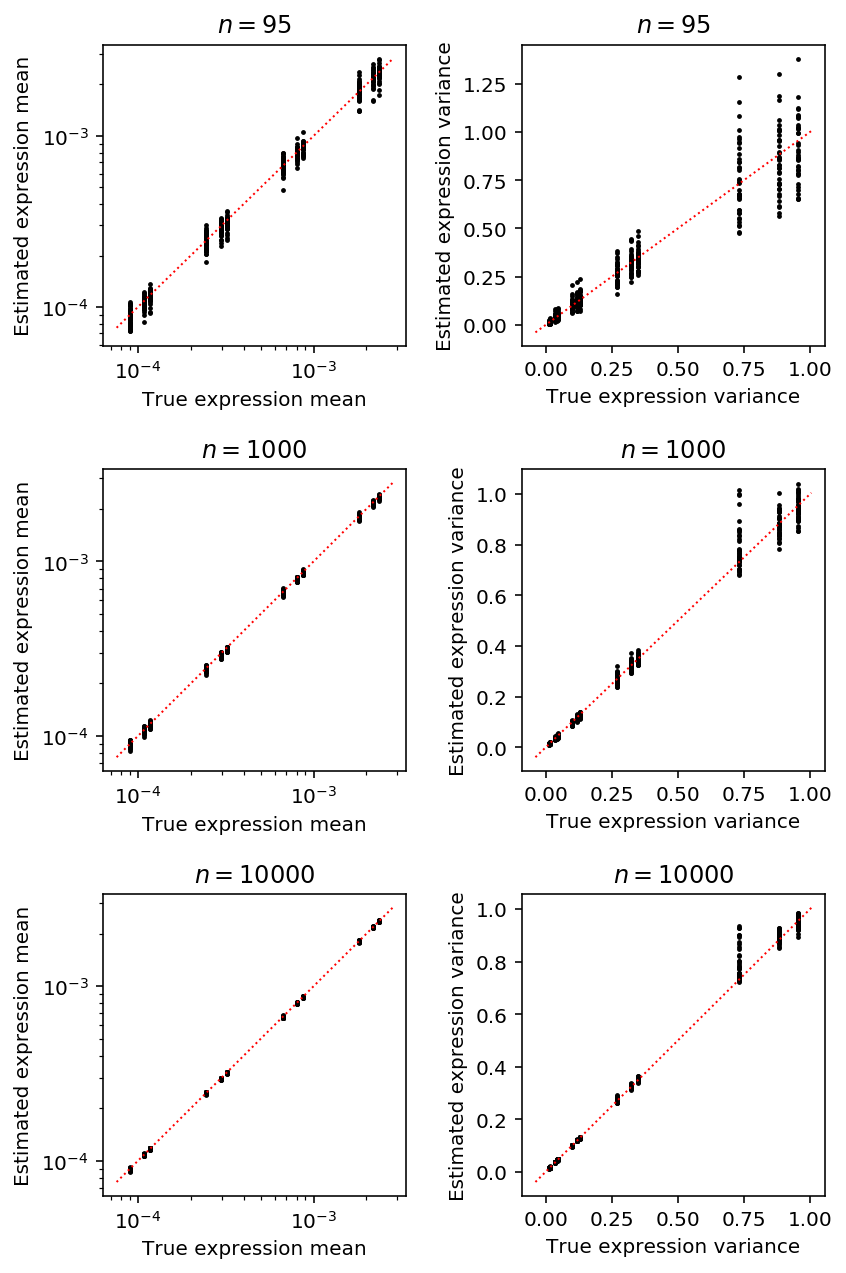 n = 95
Estimated expression mean
10⁻³
10⁻⁴
10⁻⁴ 10⁻³
True expression mean
n = 95
Estimated expression variance
1.25
1.00
0.75
0.50
0.25
0.00
0.00 0.25 0.50 0.75 1.00
True expression variance
n = 1000
Estimated expression mean
10⁻³
10⁻⁴
10⁻⁴ 10⁻³
True expression mean
n = 1000
Estimated expression variance
1.0
0.8
0.6
0.4
0.2
0.0
0.00 0.25 0.50 0.75 1.00
True expression variance
n = 10000
Estimated expression mean
10⁻³
10⁻⁴
10⁻⁴ 10⁻³
True expression mean
n = 10000
Estimated expression variance
1.0
0.8
0.6
0.4
0.2
0.0
0.00 0.25 0.50 0.75 1.00
True expression variance